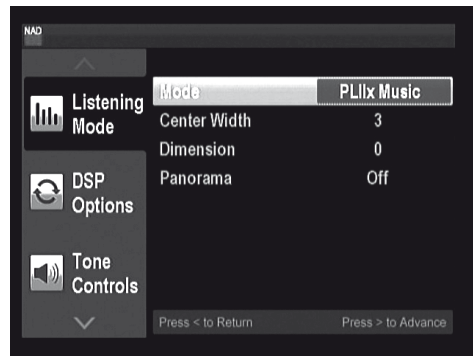 NAD
Listening
Mode
DSP
Options
Tone
Controls
Mode PLIIx Music
Center Width 3
Dimension 0
Panorama Off
Press < to Return Press > to Advance